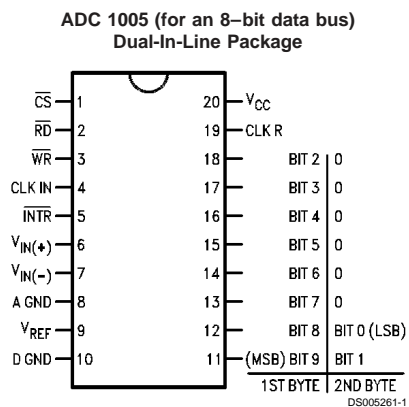 ADC 1005 (for an 8–bit data bus)
Dual-In-Line Package
CS 1 20 VCC
RD 2 19 CLK R
WR 3 18 BIT 2 0
CLK IN 4 17 BIT 3 0
INTR 5 16 BIT 4 0
VIN(+) 6 15 BIT 5 0
VIN(−) 7 14 BIT 6 0
A GND 8 13 BIT 7 0
VREF 9 12 BIT 8 BIT 0 (LSB)
D GND 10 11 (MSB) BIT 9 BIT 1
1ST BYTE 2ND BYTE
DS005261-1